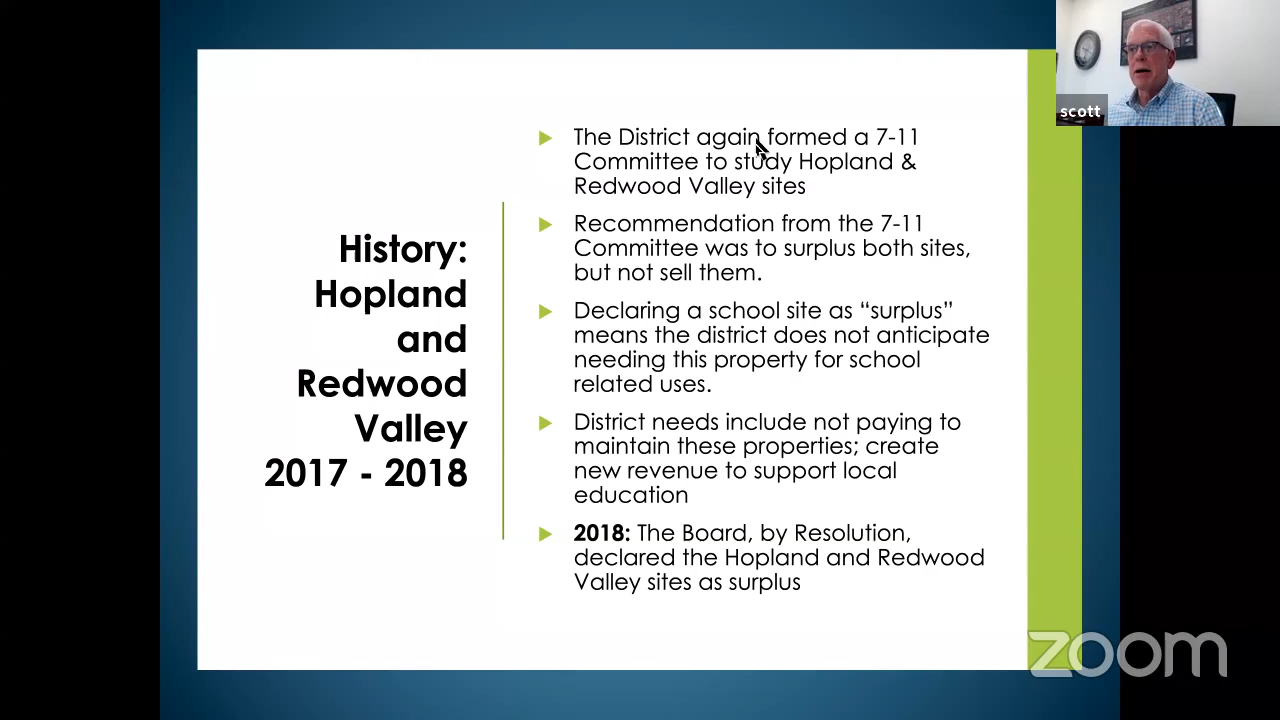 scott
History:
Hopland
and
Redwood
Valley
2017 - 2018
The District again formed a 7-11
Committee to study Hopland &
Redwood Valley sites
Recommendation from the 7-11
Committee was to surplus both sites,
but not sell them.
Declaring a school site as “surplus”
means the district does not anticipate
needing this property for school
related uses.
District needs include not paying to
maintain these properties; create
new revenue to support local
education
2018: The Board, by Resolution,
declared the Hopland and Redwood
Valley sites as surplus
zoom